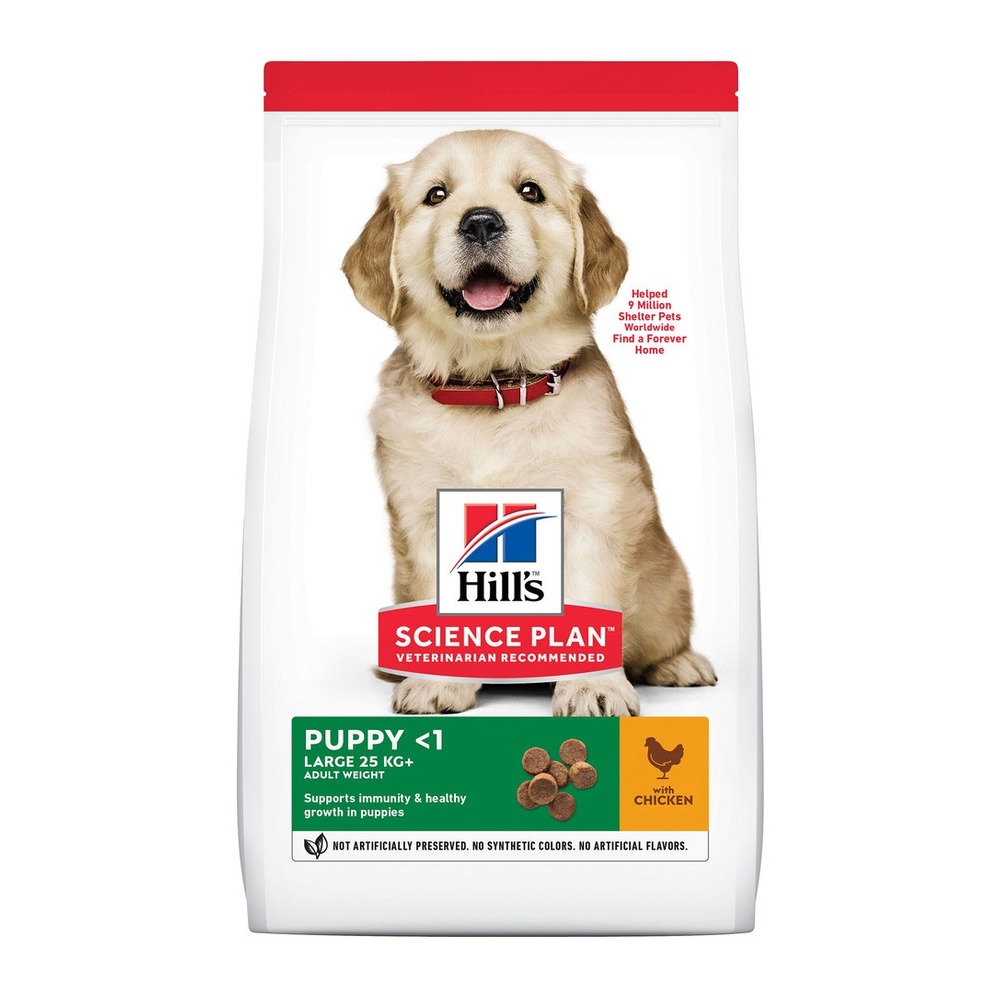 Helped
9 Million
Shelter Pets
Worldwide
Find a Forever
Home
Hill's™
SCIENCE PLAN™
VETERINARIAN RECOMMENDED
PUPPY <1
LARGE 25 KG+
ADULT WEIGHT
Supports immunity & healthy
growth in puppies
with
CHICKEN
NOT ARTIFICIALLY PRESERVED. NO SYNTHETIC COLORS. NO ARTIFICIAL FLAVORS.